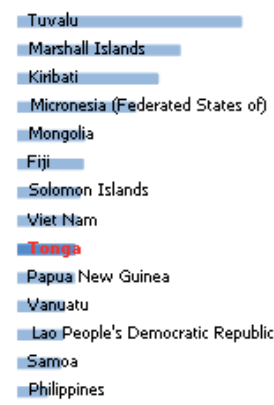 Tuvalu
Marshall Islands
Kiribati
Micronesia (Federated States of)
Mongolia
Fiji
Solomon Islands
Viet Nam
Tonga
Papua New Guinea
Vanuatu
Lao People's Democratic Republic
Samoa
Philippines